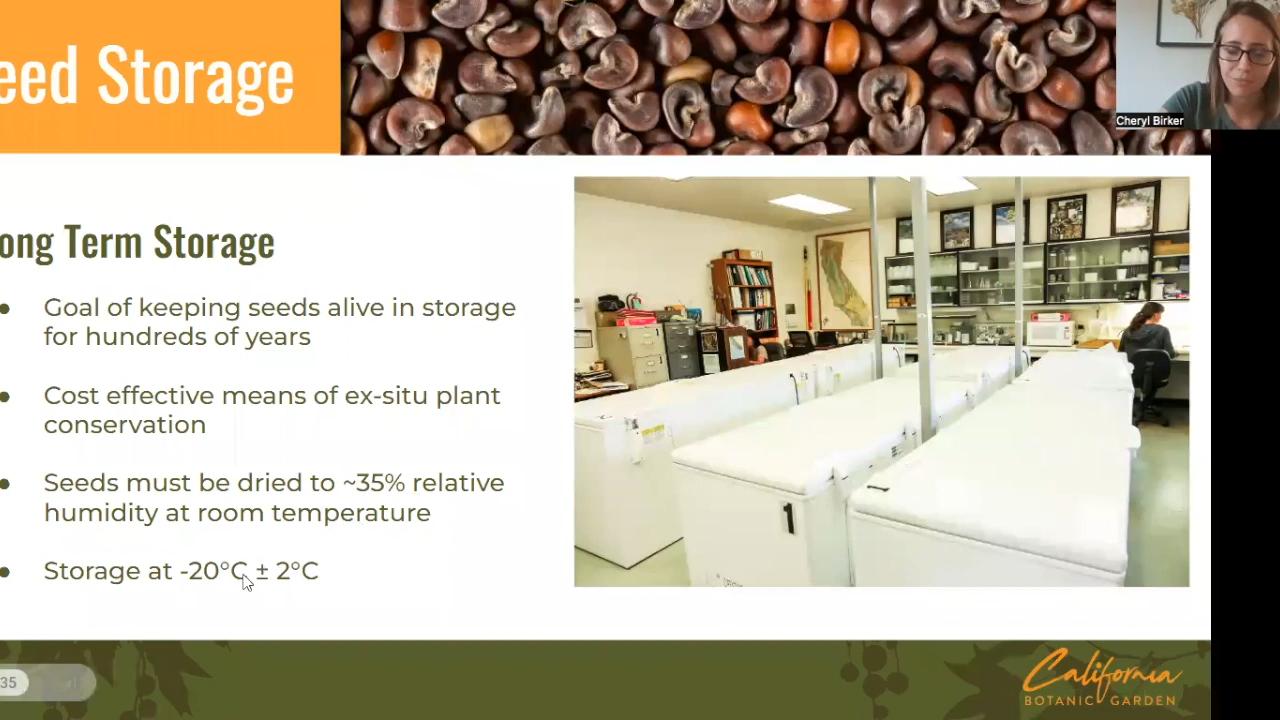 eed Storage
Cheryl Birker
ong Term Storage
● Goal of keeping seeds alive in storage
for hundreds of years
● Cost effective means of ex-situ plant
conservation
● Seeds must be dried to ~35% relative
humidity at room temperature
● Storage at -20°C ± 2°C
1
35
California
BOTANIC GARDEN